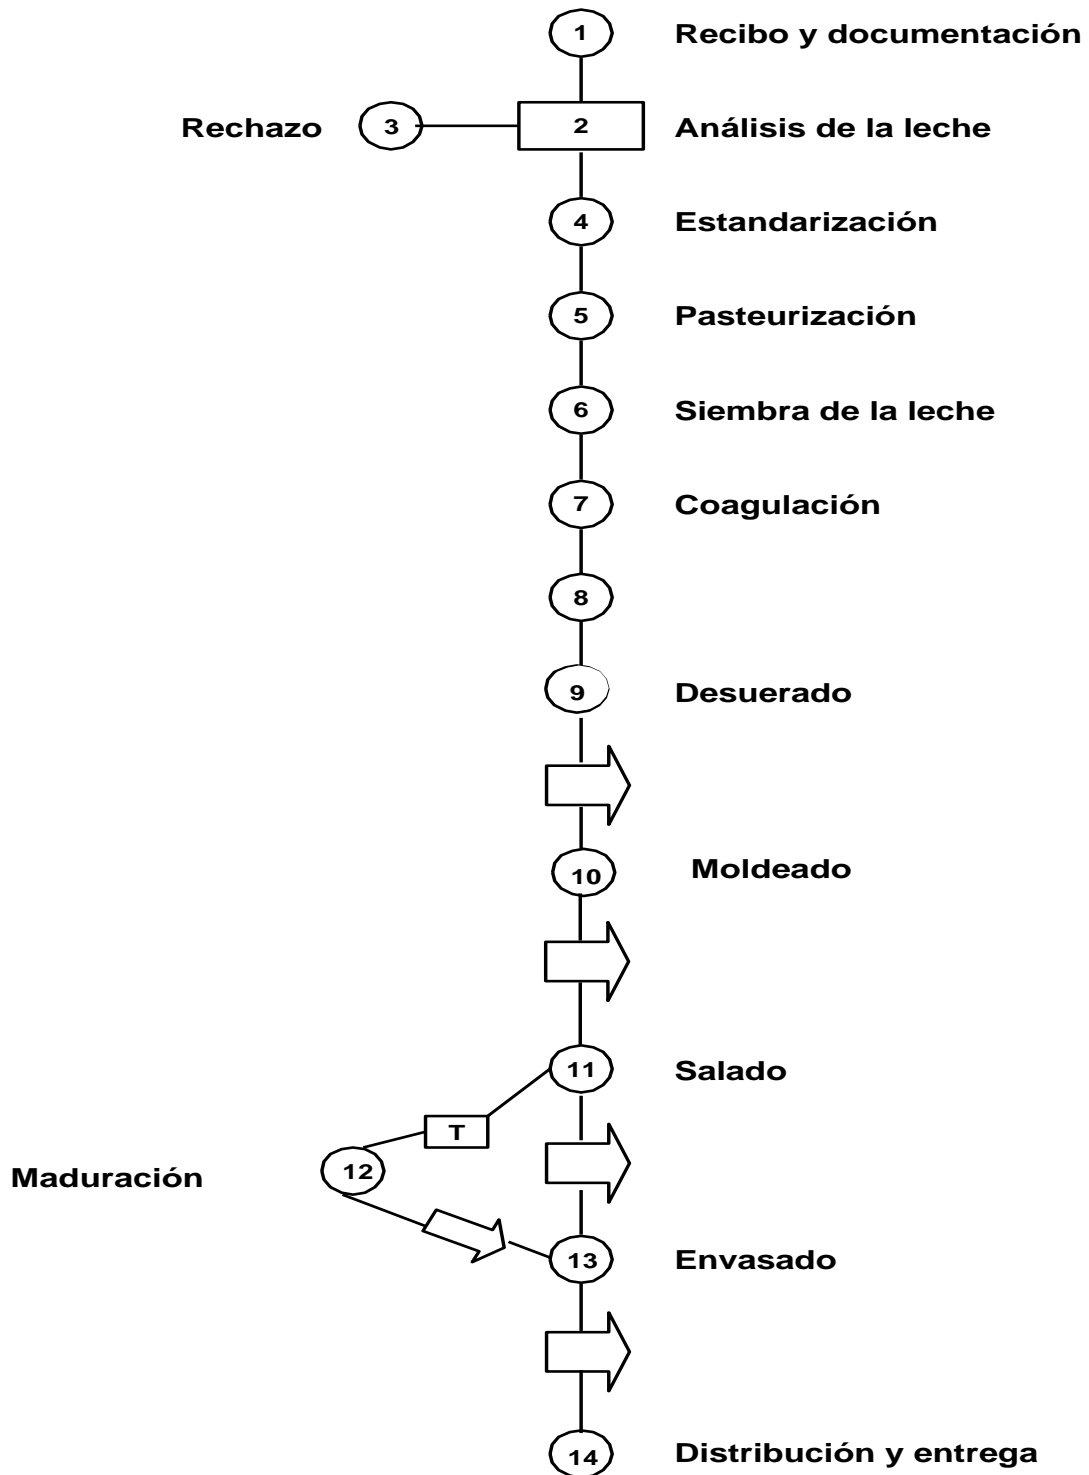 1 Recibo y documentación
Rechazo 3 2 Análisis de la leche
4 Estandarización
5 Pasteurización
6 Siembra de la leche
7 Coagulación
8
9 Desuerado
10 Moldeado
11 Salado
T
Maduración 12
13 Envasado
14 Distribución y entrega